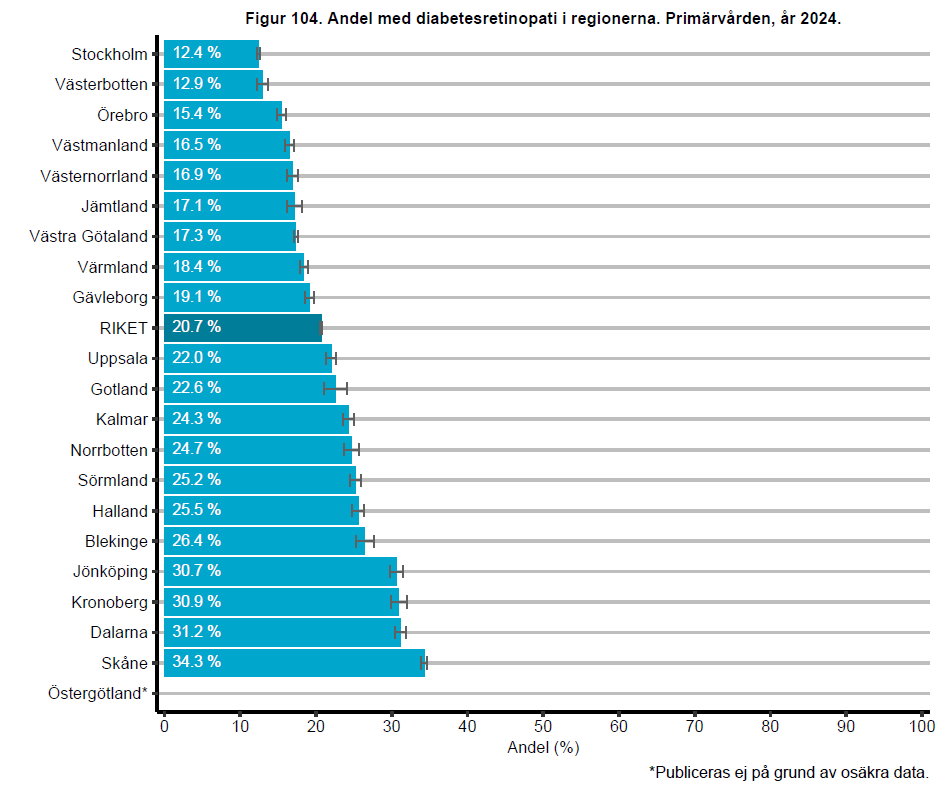 Figur 104. Andel med diabetesretinopati i regionerna. Primärvården, år 2024.
Stockholm 12.4 %
Västerbotten 12.9 %
Örebro 15.4 %
Västmanland 16.5 %
Västernorrland 16.9 %
Jämtland 17.1 %
Västra Götaland 17.3 %
Värmland 18.4 %
Gävleborg 19.1 %
RIKET 20.7 %
Uppsala 22.0 %
Gotland 22.6 %
Kalmar 24.3 %
Norrbotten 24.7 %
Sörmland 25.2 %
Halland 25.5 %
Blekinge 26.4 %
Jönköping 30.7 %
Kronoberg 30.9 %
Dalarna 31.2 %
Skåne 34.3 %
Östergötland*
0 10 20 30 40 50 60 70 80 90 100
Andel (%)
*Publiceras ej på grund av osäkra data.